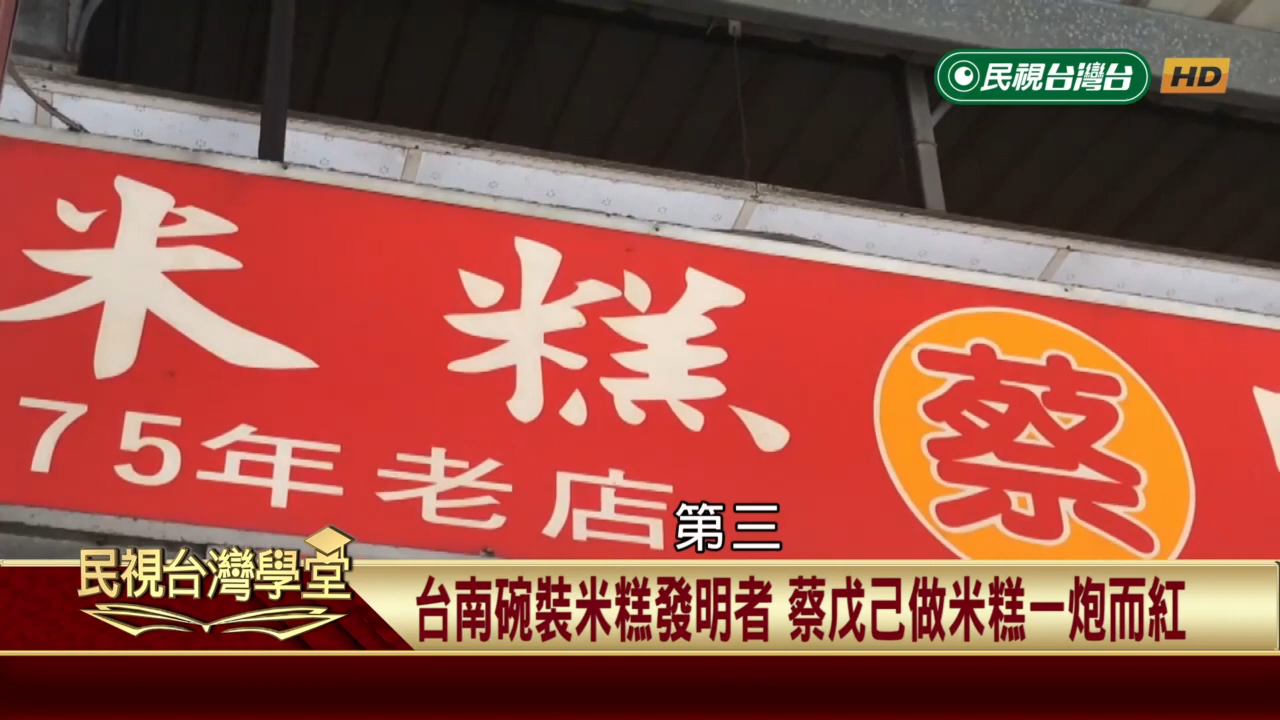 民視台灣台 HD
米糕
蔡
75年老店
第三
民視台灣學堂
台南碗裝米糕發明者 蔡戊己做米糕一炮而紅